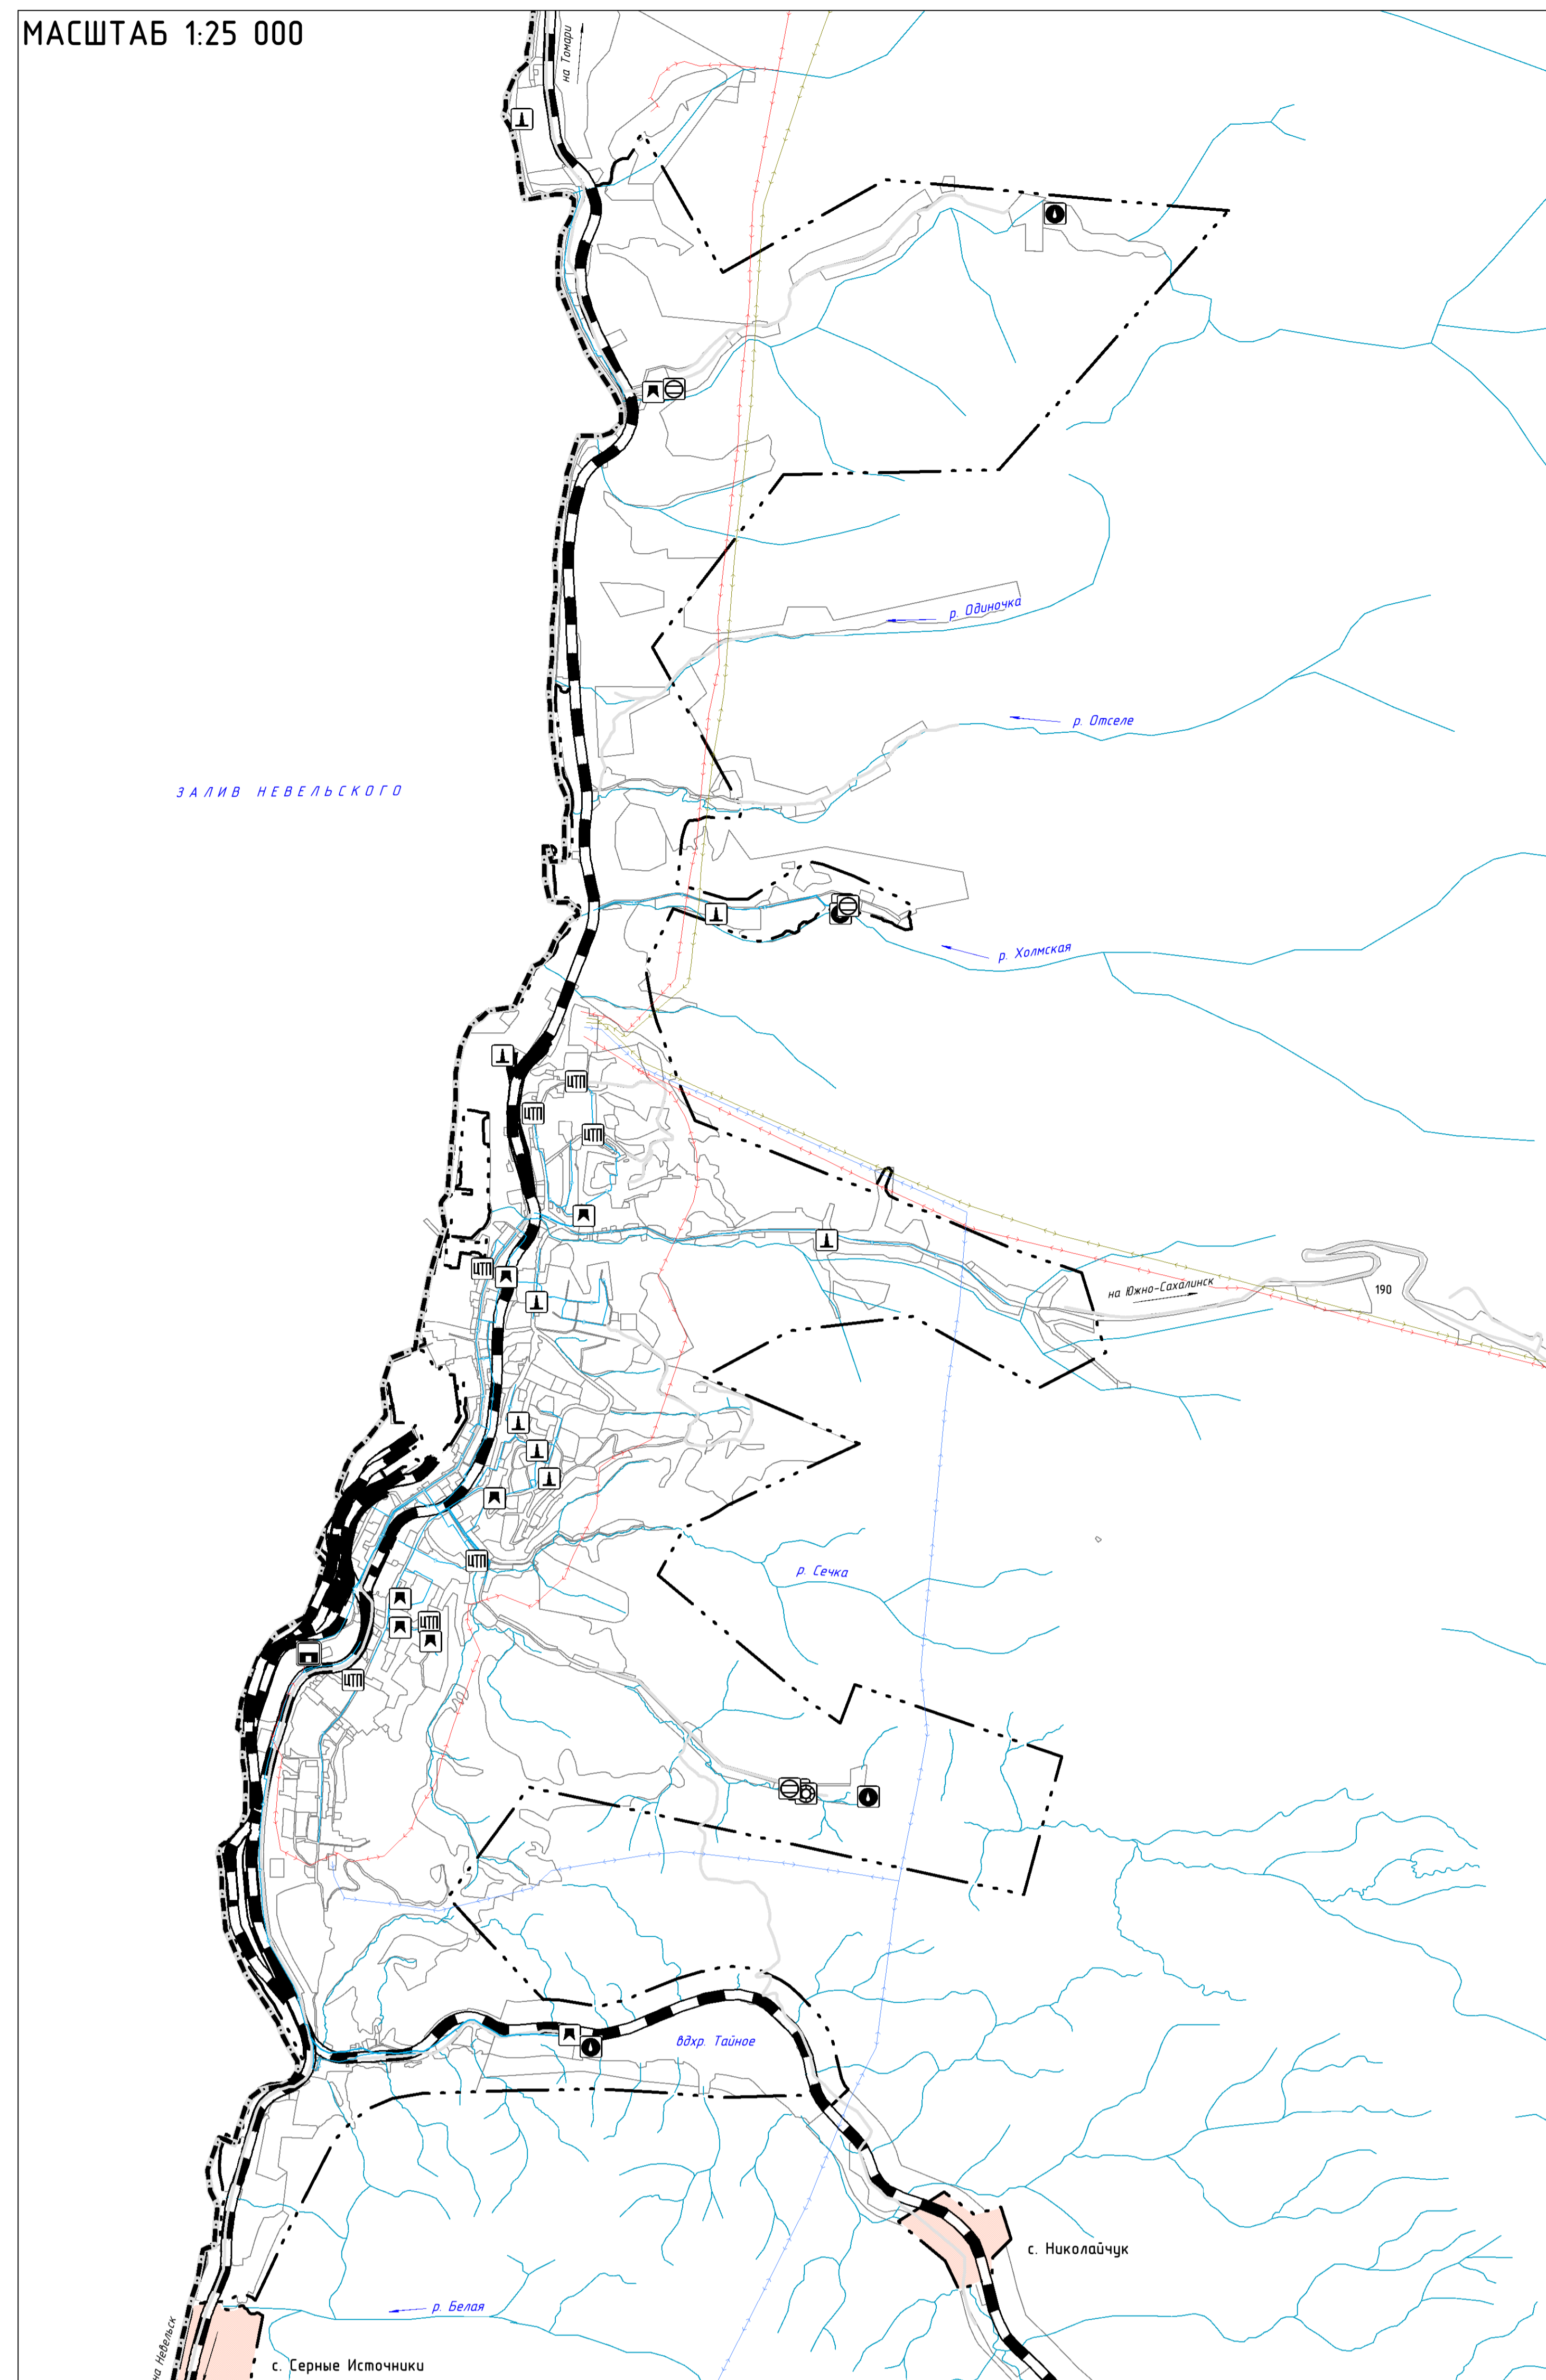 МАСШТАБ 1:25 000
на Томари
р. Одиночка
р. Отселе
ЗАЛИВ НЕВЕЛЬСКОГО
р. Холмская
ЦТП
ЦТП
ЦТП
ЦТП
на Южно-Сахалинск
190
ЦТП
р. Сечка
ЦТП
ЦТП
вдхр. Тайное
с. Николайчук
р. Белая
на Невельск
с. Серные Источники